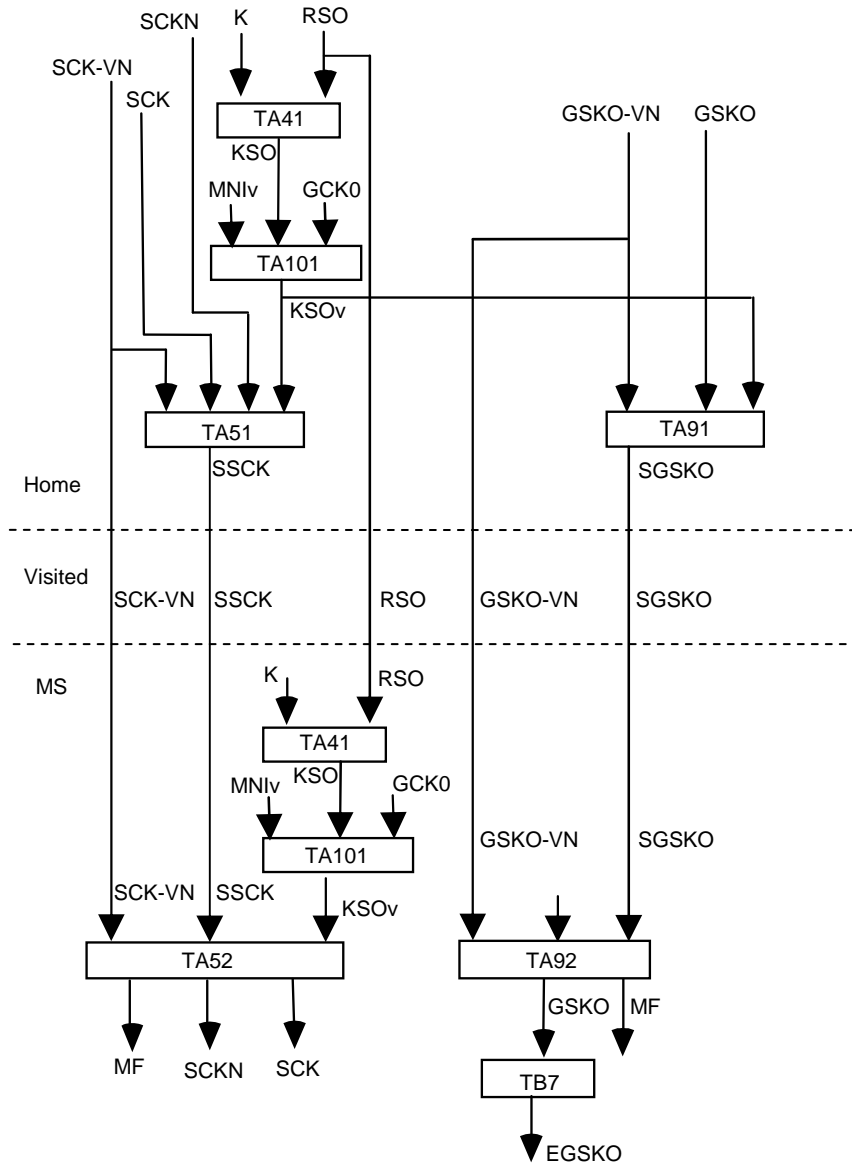 SCKN
K
RSO
SCK-VN
SCK
TA41
GSKO-VN
GSKO
KSO
MNIv
GCK0
TA101
KSOv
TA51
TA91
SSCK
SGSKO
Home
Visited
SCK-VN
SSCK
RSO
GSKO-VN
SGSKO
MS
K
RSO
TA41
KSO
MNIv
GCK0
TA101
GSKO-VN
SGSKO
SCK-VN
SSCK
KSOv
TA52
TA92
GSKO
MF
MF
SCKN
SCK
TB7
EGSKO